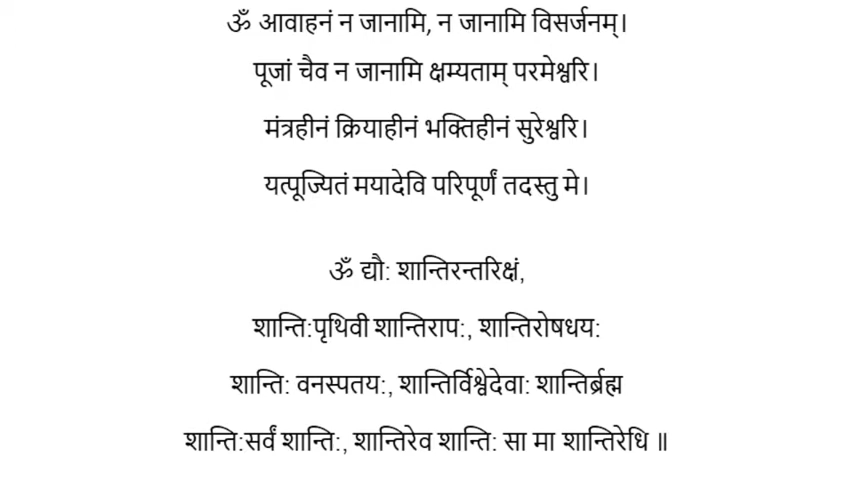 ॐ आवाहनं न जानामि, न जानामि विसर्जनम्।
पूजां चैव न जानामि क्षम्यताम् परमेश्वरि।
मंत्रहीनं क्रियाहीनं भक्तिहीनं सुरेश्वरि।
यत्पूज्यितं मयादेवि परिपूर्णं तदस्तु मे।
ॐ द्यौ: शान्तिरन्तरिक्षं,
शान्ति:पृथिवी शान्तिराप:, शान्तिरोषधय:
शान्ति: वनस्पतय:, शान्तिर्विश्वेदेवा: शान्तिर्ब्रह्म
शान्ति:सर्वं शान्ति:, शान्तिरेव शान्ति: सा मा शान्तिरेधि ॥